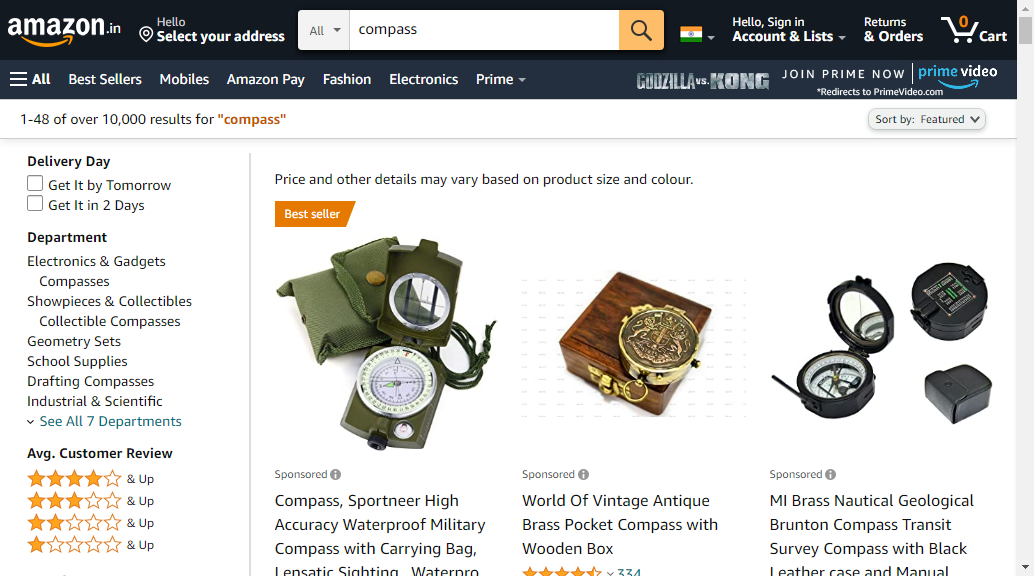 amazon.in
Hello
Select your address
All
compass
Hello, Sign in
Account & Lists
Returns
& Orders
0
Cart
All
Best Sellers
Mobiles
Amazon Pay
Fashion
Electronics
Prime
GODZILLA VS. KONG
JOIN PRIME NOW
prime video
*Redirects to PrimeVideo.com
1-48 of over 10,000 results for "compass"
Sort by: Featured
Delivery Day
Get It by Tomorrow
Get It in 2 Days
Department
Electronics & Gadgets
Compasses
Showpieces & Collectibles
Collectible Compasses
Geometry Sets
School Supplies
Drafting Compasses
Industrial & Scientific
See All 7 Departments
Avg. Customer Review
& Up
& Up
& Up
& Up
Price and other details may vary based on product size and colour.
Best seller
Sponsored
Compass, Sportneer High
Accuracy Waterproof Military
Compass with Carrying Bag,
Lensatic Sighting, Waterpro
Sponsored
World Of Vintage Antique
Brass Pocket Compass with
Wooden Box
334
Sponsored
MI Brass Nautical Geological
Brunton Compass Transit
Survey Compass with Black
Leather case and Manual